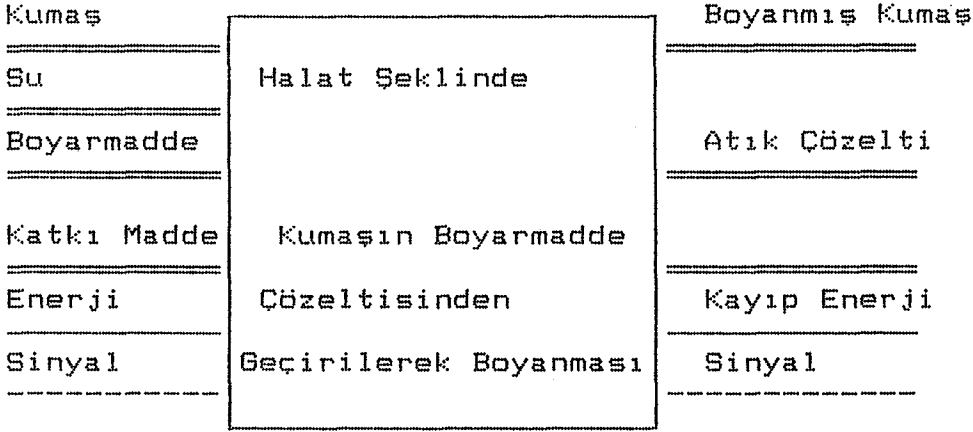 Kumaş
Boyanmış Kumaş
Su
Halat Şeklinde
Boyarmadde
Atık Çözelti
Katkı Madde
Kumaşın Boyarmadde
Enerji
Çözeltisinden
Kayıp Enerji
Sinyal
Geçirilerek Boyanması
Sinyal